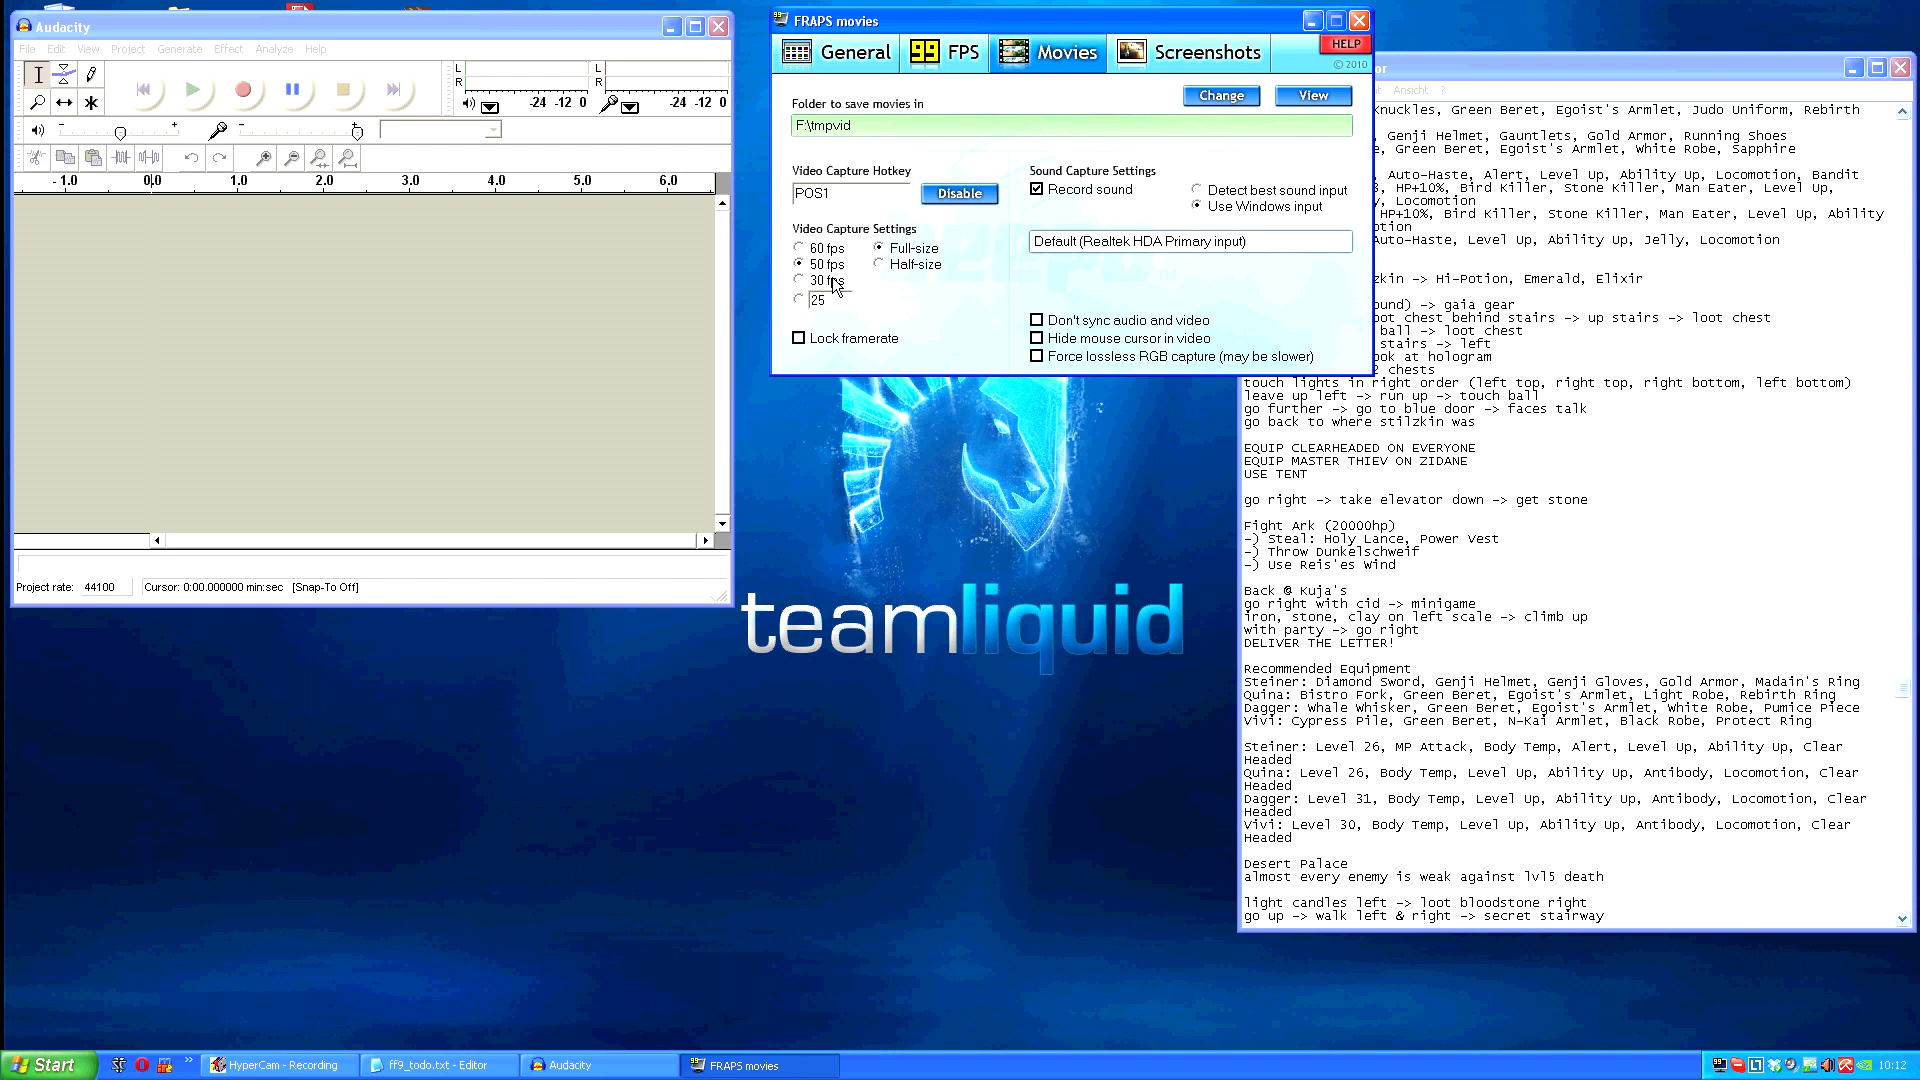 Audacity
File Edit View Project Generate Effect Analyze Help
L
R
-24 -12 0
L
R
-24 -12 0
- 1.0 0.0 1.0 2.0 3.0 4.0 5.0 6.0
Project rate: 44100 Cursor: 0:00.000000 min:sec [Snap-To Off]
FRAPS movies
General
99 FPS
Movies
Screenshots
HELP
© 2010
Folder to save movies in
Change
View
F:\tmpvid
Video Capture Hotkey
POS1
Disable
Video Capture Settings
60 fps
50 fps
30 fps
25
Full-size
Half-size
Lock framerate
Sound Capture Settings
Record sound
Detect best sound input
Use Windows input
Default (Realtek HDA Primary input)
Don't sync audio and video
Hide mouse cursor in video
Force lossless RGB capture (may be slower)
teamliquid
Ansicht ?
Knuckles, Green Beret, Egoist's Armlet, Judo Uniform, Rebirth
, Genji Helmet, Gauntlets, Gold Armor, Running Shoes
, Green Beret, Egoist's Armlet, White Robe, Sapphire
Auto-Haste, Alert, Level Up, Ability Up, Locomotion, Bandit
, HP+10%, Bird Killer, Stone Killer, Man Eater, Level Up,
, Locomotion
HP+10%, Bird Killer, Stone Killer, Man Eater, Level Up, Ability
Auto-Haste, Level Up, Ability Up, Jelly, Locomotion
-> Hi-Potion, Emerald, Elixir
-> gaia gear
chest behind stairs -> up stairs -> loot chest
ball -> loot chest
stairs -> left
at hologram
2 chests
touch lights in right order (left top, right top, right bottom, left bottom)
leave up left -> run up -> touch ball
go further -> go to blue door -> faces talk
go back to where stilzkin was
EQUIP CLEARHEADED ON EVERYONE
EQUIP MASTER THIEV ON ZIDANE
USE TENT
go right -> take elevator down -> get stone
Fight Ark (20000hp)
-) Steal: Holy Lance, Power Vest
-) Throw Dunkelschweif
-) Use Reis'es Wind
Back @ Kuja's
go right with cid -> minigame
iron, stone, clay on left scale -> climb up
with party -> go right
DELIVER THE LETTER!
Recommended Equipment
Steiner: Diamond Sword, Genji Helmet, Genji Gloves, Gold Armor, Madain's Ring
Quina: Bistro Fork, Green Beret, Egoist's Armlet, Light Robe, Rebirth Ring
Dagger: Whale Whisker, Green Beret, Egoist's Armlet, White Robe, Pumice Piece
Vivi: Cypress Pile, Green Beret, N-Kai Armlet, Black Robe, Protect Ring
Steiner: Level 26, MP Attack, Body Temp, Alert, Level Up, Ability Up, Clear
Headed
Quina: Level 26, Body Temp, Level Up, Ability Up, Antibody, Locomotion, Clear
Headed
Dagger: Level 31, Body Temp, Level Up, Ability Up, Antibody, Locomotion, Clear
Headed
Vivi: Level 30, Body Temp, Level Up, Ability Up, Antibody, Locomotion, Clear
Headed
Desert Palace
almost every enemy is weak against lvl5 death
light candles left -> loot bloodstone right
go up -> walk left & right -> secret stairway
Start
HyperCam - Recording
ff9_todo.txt - Editor
Audacity
FRAPS movies
10:12